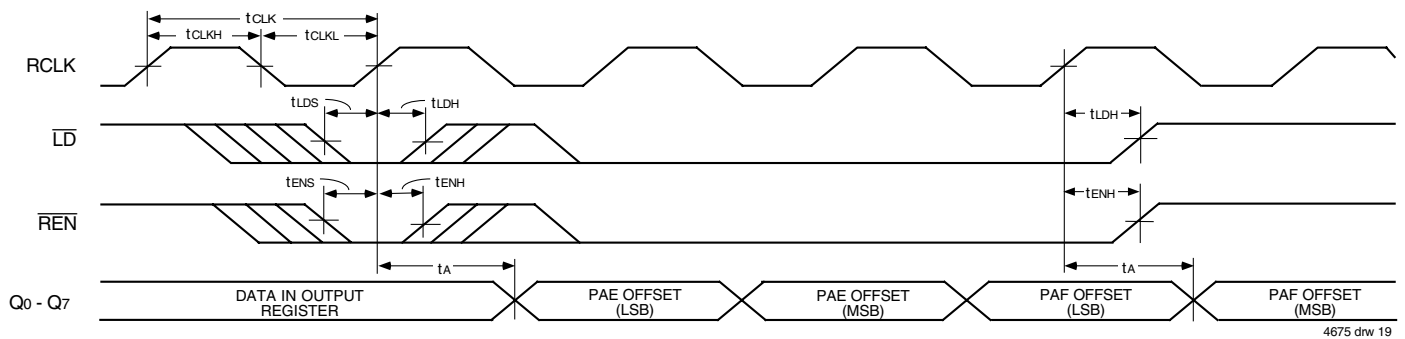 tCLK
tCLKH
tCLKL
RCLK
tLDS
tLDH
tLDH
LD
tENS
tENH
tENH
REN
tA
tA
Q0 - Q7
DATA IN OUTPUT
REGISTER
PAE OFFSET
(LSB)
PAE OFFSET
(MSB)
PAF OFFSET
(LSB)
PAF OFFSET
(MSB)
4675 drw 19